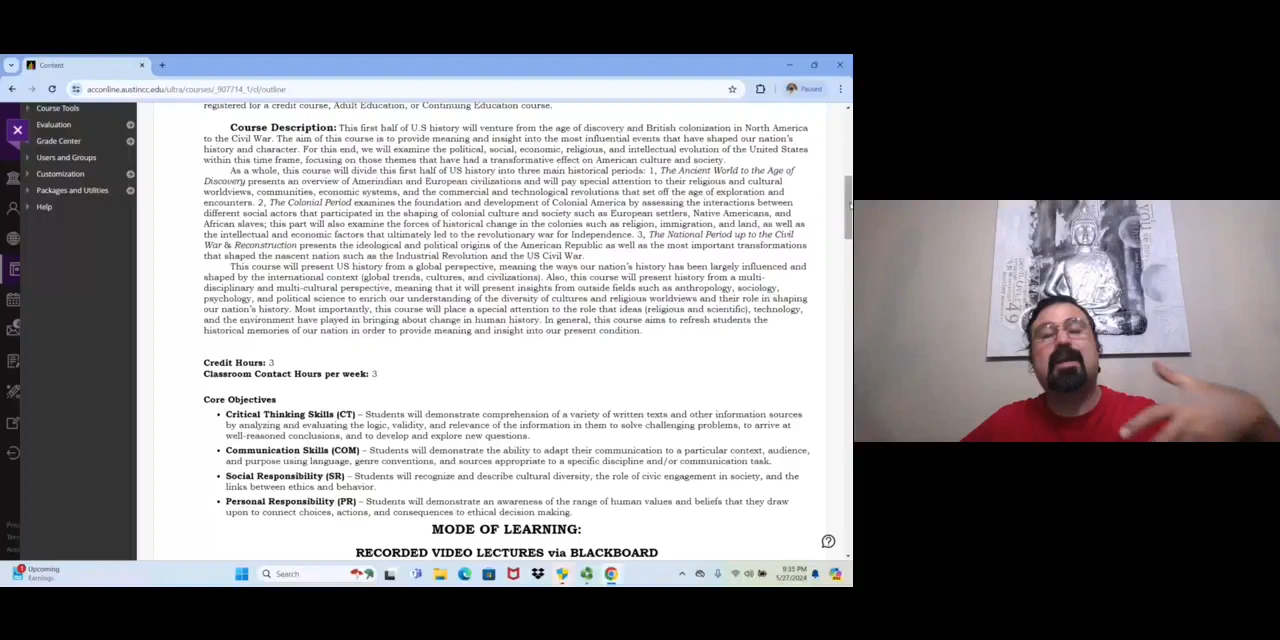 Content
acconline.austincc.edu/ultra/courses/_907714_1/cl/outline
Paused
Course Tools
Evaluation
Grade Center
Users and Groups
Customization
Packages and Utilities
Help
registered for a credit course, Adult Education, or Continuing Education course.
Course Description: This first half of U.S history will venture from the age of discovery and British colonization in North America
to the Civil War. The aim of this course is to provide meaning and insight into the most influential events that have shaped our nation's
history and character. For this end, we will examine the political, social, economic, religious, and intellectual evolution of the United States
within this time frame, focusing on those themes that have had a transformative effect on American culture and society.
As a whole, this course will divide this first half of US history into three main historical periods: 1, The Ancient World to the Age of
Discovery presents an overview of Amerindian and European civilizations and will pay special attention to their religious and cultural
worldviews, communities, economic systems, and the commercial and technological revolutions that set off the age of exploration and
encounters. 2, The Colonial Period examines the foundation and development of Colonial America by assessing the interactions between
different social actors that participated in the shaping of colonial culture and society such as European settlers, Native Americans, and
African slaves; this part will also examine the forces of historical change in the colonies such as religion, immigration, and land, as well as
the intellectual and economic factors that ultimately led to the revolutionary war for Independence. 3, The National Period up to the Civil
War & Reconstruction presents the ideological and political origins of the American Republic as well as the most important transformations
that shaped the nascent nation such as the Industrial Revolution and the US Civil War.
This course will present US history from a global perspective, meaning the ways our nation's history has been largely influenced and
shaped by the international context (global trends, cultures, and civilizations). Also, this course will present history from a multi-
disciplinary and multi-cultural perspective, meaning that it will present insights from outside fields such as anthropology, sociology,
psychology, and political science to enrich our understanding of the diversity of cultures and religious worldviews and their role in shaping
our nation's history. Most importantly, this course will place a special attention to the role that ideas (religious and scientific), technology,
and the environment have played in bringing about change in human history. In general, this course aims to refresh students the
historical memories of our nation in order to provide meaning and insight into our present condition.
Credit Hours: 3
Classroom Contact Hours per week: 3
Core Objectives
• Critical Thinking Skills (CT) – Students will demonstrate comprehension of a variety of written texts and other information sources
by analyzing and evaluating the logic, validity, and relevance of the information in them to solve challenging problems, to arrive at
well-reasoned conclusions, and to develop and explore new questions.
• Communication Skills (COM) – Students will demonstrate the ability to adapt their communication to a particular context, audience,
and purpose using language, genre conventions, and sources appropriate to a specific discipline and/or communication task.
• Social Responsibility (SR) – Students will recognize and describe cultural diversity, the role of civic engagement in society, and the
links between ethics and behavior.
• Personal Responsibility (PR) – Students will demonstrate an awareness of the range of human values and beliefs that they draw
upon to connect choices, actions, and consequences to ethical decision making.
MODE OF LEARNING:
RECORDED VIDEO LECTURES via BLACKBOARD
Upcoming
Earnings
Search
9:35 PM
5/27/2024
49